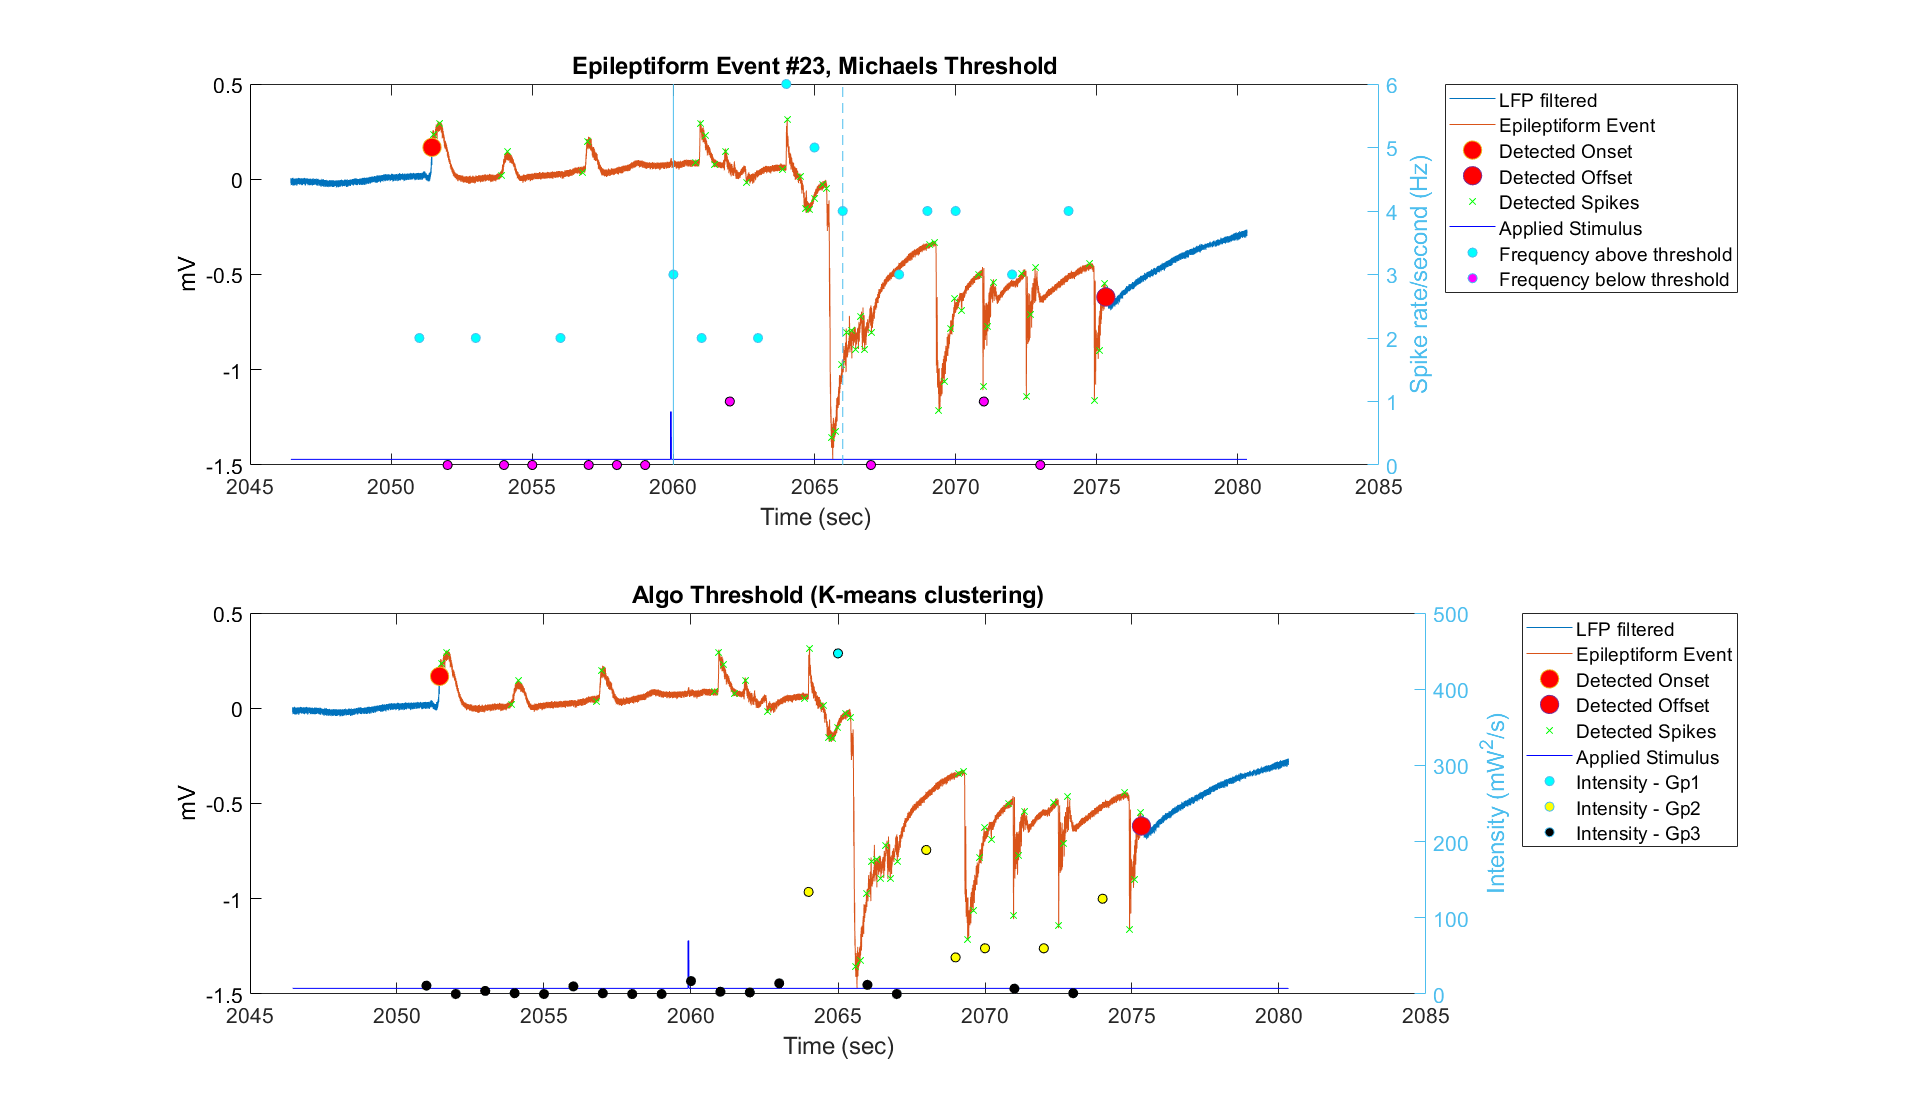 Epileptiform Event #23, Michaels Threshold
0.5
0
-0.5
-1
-1.5
mV
6
5
4
3
2
1
0
Spike rate/second (Hz)
2045 2050 2055 2060 2065 2070 2075 2080 2085
Time (sec)
LFP filtered
Epileptiform Event
Detected Onset
Detected Offset
Detected Spikes
Applied Stimulus
Frequency above threshold
Frequency below threshold
Algo Threshold (K-means clustering)
0.5
0
-0.5
-1
-1.5
mV
500
400
300
200
100
0
Intensity (mW²/s)
2045 2050 2055 2060 2065 2070 2075 2080 2085
Time (sec)
LFP filtered
Epileptiform Event
Detected Onset
Detected Offset
Detected Spikes
Applied Stimulus
Intensity - Gp1
Intensity - Gp2
Intensity - Gp3